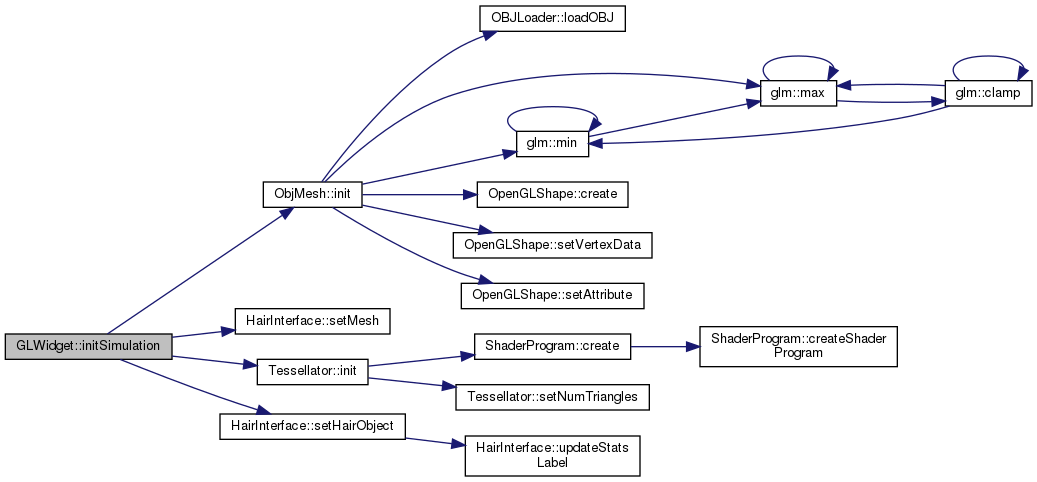 OBJLoader::loadOBJ
glm::max
glm::clamp
glm::min
ObjMesh::init
OpenGLShape::create
OpenGLShape::setVertexData
OpenGLShape::setAttribute
HairInterface::setMesh
GLWidget::initSimulation
ShaderProgram::create
ShaderProgram::createShader
Program
Tessellator::init
Tessellator::setNumTriangles
HairInterface::setHairObject
HairInterface::updateStats
Label